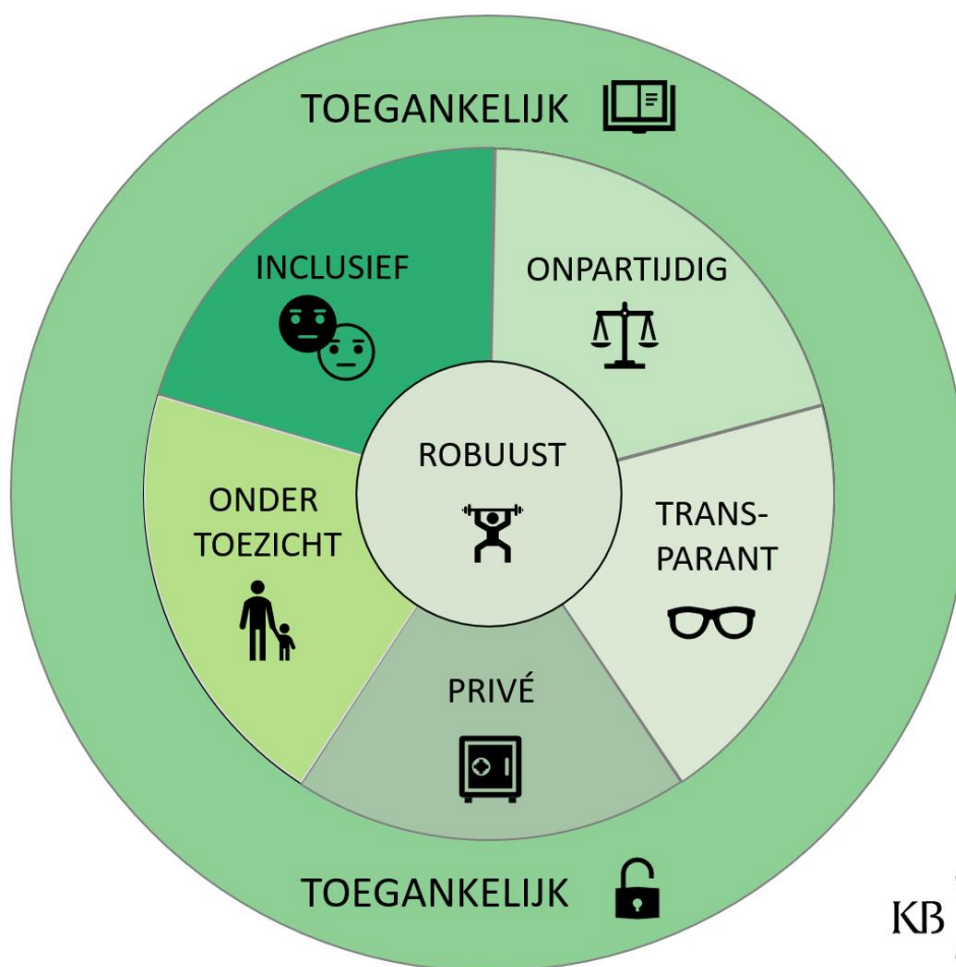 TOEGANKELIJK
INCLUSIEF
ONPARTIJDIG
ROBUUST
ONDER
TOEZICHT
TRANS-
PARANT
PRIVÉ
TOEGANKELIJK
KB